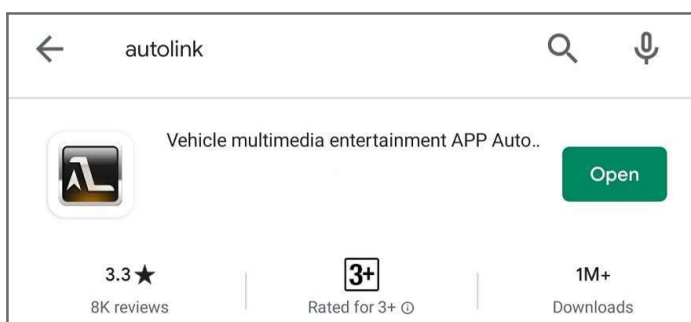 autolink
Vehicle multimedia entertainment APP Auto..
Open
3.3★
8K reviews
3+
Rated for 3+ ⓘ
1M+
Downloads